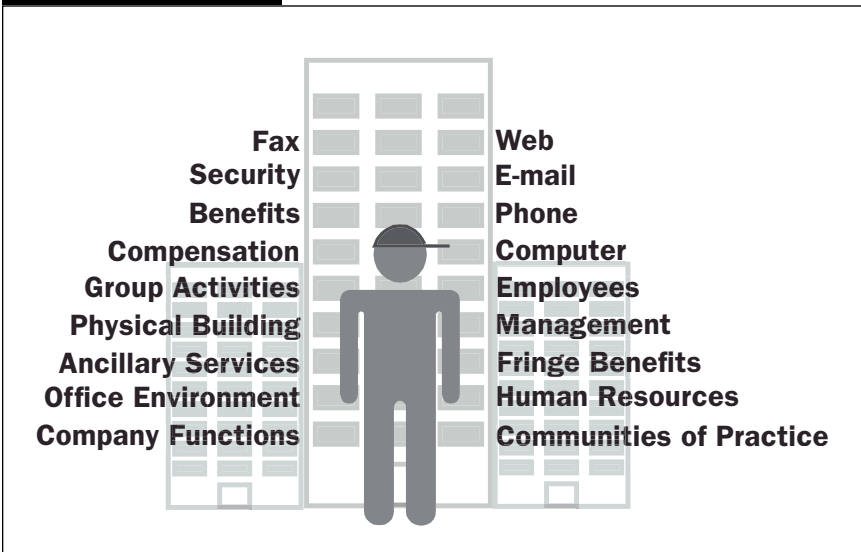 Fax
Security
Benefits
Compensation
Group Activities
Physical Building
Ancillary Services
Office Environment
Company Functions
Web
E-mail
Phone
Computer
Employees
Management
Fringe Benefits
Human Resources
Communities of Practice